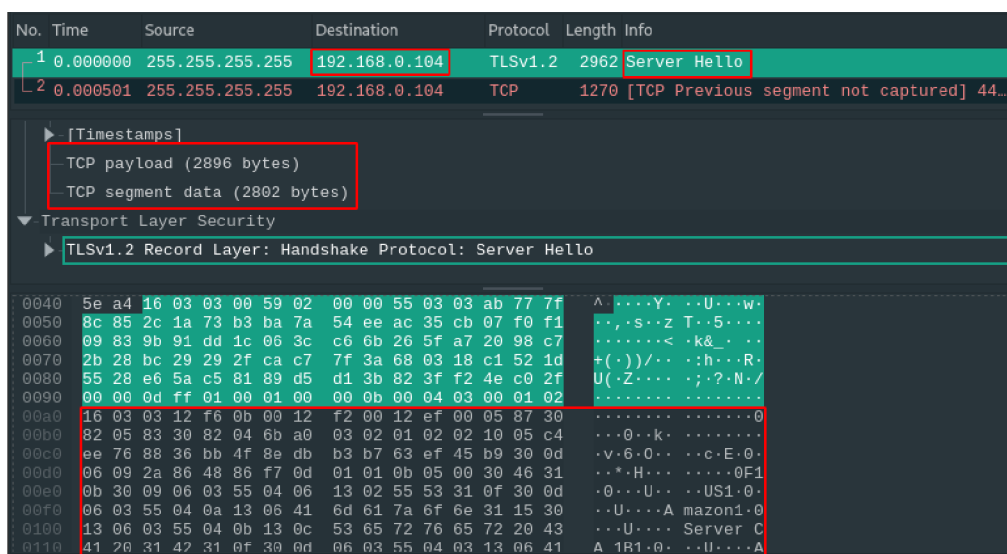 No. Time Source Destination Protocol Length Info
1 0.000000 255.255.255.255 192.168.0.104 TLSv1.2 2962 Server Hello
2 0.000501 255.255.255.255 192.168.0.104 TCP 1270 [TCP Previous segment not captured] 44…
[Timestamps]
TCP payload (2896 bytes)
TCP segment data (2802 bytes)
Transport Layer Security
TLSv1.2 Record Layer: Handshake Protocol: Server Hello
0040 5e a4 16 03 03 00 59 02 00 00 55 03 03 ab 77 7f ^·····Y· ··U···w·
0050 8c 85 2c 1a 73 b3 ba 7a 54 ee ac 35 cb 07 f0 f1 ··,·s··z T··5····
0060 09 83 9b 91 dd 1c 06 3c c6 6b 26 5f a7 20 98 c7 ·······< ·k&_· ··
0070 2b 28 bc 29 29 2f ca c7 7f 3a 68 03 18 c1 52 1d +(·))/·· ·:h···R·
0080 55 28 e6 5a c5 81 89 d5 d1 3b 82 3f f2 4e c0 2f U(·Z···· ·;·?·N·/
0090 00 00 0d ff 01 00 01 00 00 0b 00 04 03 00 01 02 ········ ········
00a0 16 03 03 12 f6 0b 00 12 f2 00 12 ef 00 05 87 30 ········ ·······0
00b0 82 05 83 30 82 04 6b a0 03 02 01 02 02 10 05 c4 ···0··k· ········
00c0 ee 76 88 36 bb 4f 8e db b3 b7 63 ef 45 b9 30 0d ·v·6·O·· ··c·E·0·
00d0 06 09 2a 86 48 86 f7 0d 01 01 0b 05 00 30 46 31 ··*·H··· ·····0F1
00e0 0b 30 09 06 03 55 04 06 13 02 55 53 31 0f 30 0d ·0···U·· ··US1·0·
00f0 06 03 55 04 0a 13 06 41 6d 61 7a 6f 6e 31 15 30 ··U····A mazon1·0
0100 13 06 03 55 04 0b 13 0c 53 65 72 76 65 72 20 43 ···U···· Server C
0110 41 20 31 42 31 0f 30 0d 06 03 55 04 03 13 06 41 A 1B1·0· ··U····A